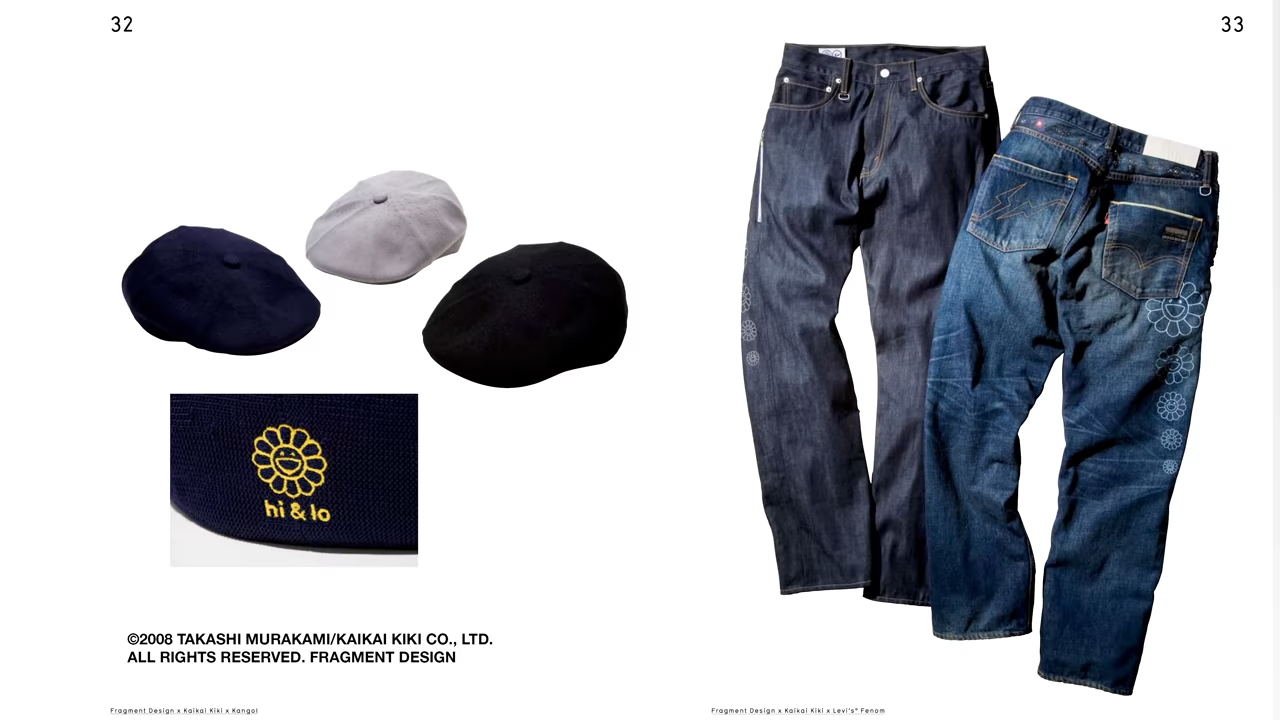 32
33
hi & lo
©2008 TAKASHI MURAKAMI/KAIKAI KIKI CO., LTD.
ALL RIGHTS RESERVED. FRAGMENT DESIGN
Fragment Design x Kaikai Kiki x Kangol
Fragment Design x Kaikai Kiki x Levi's® Fenom